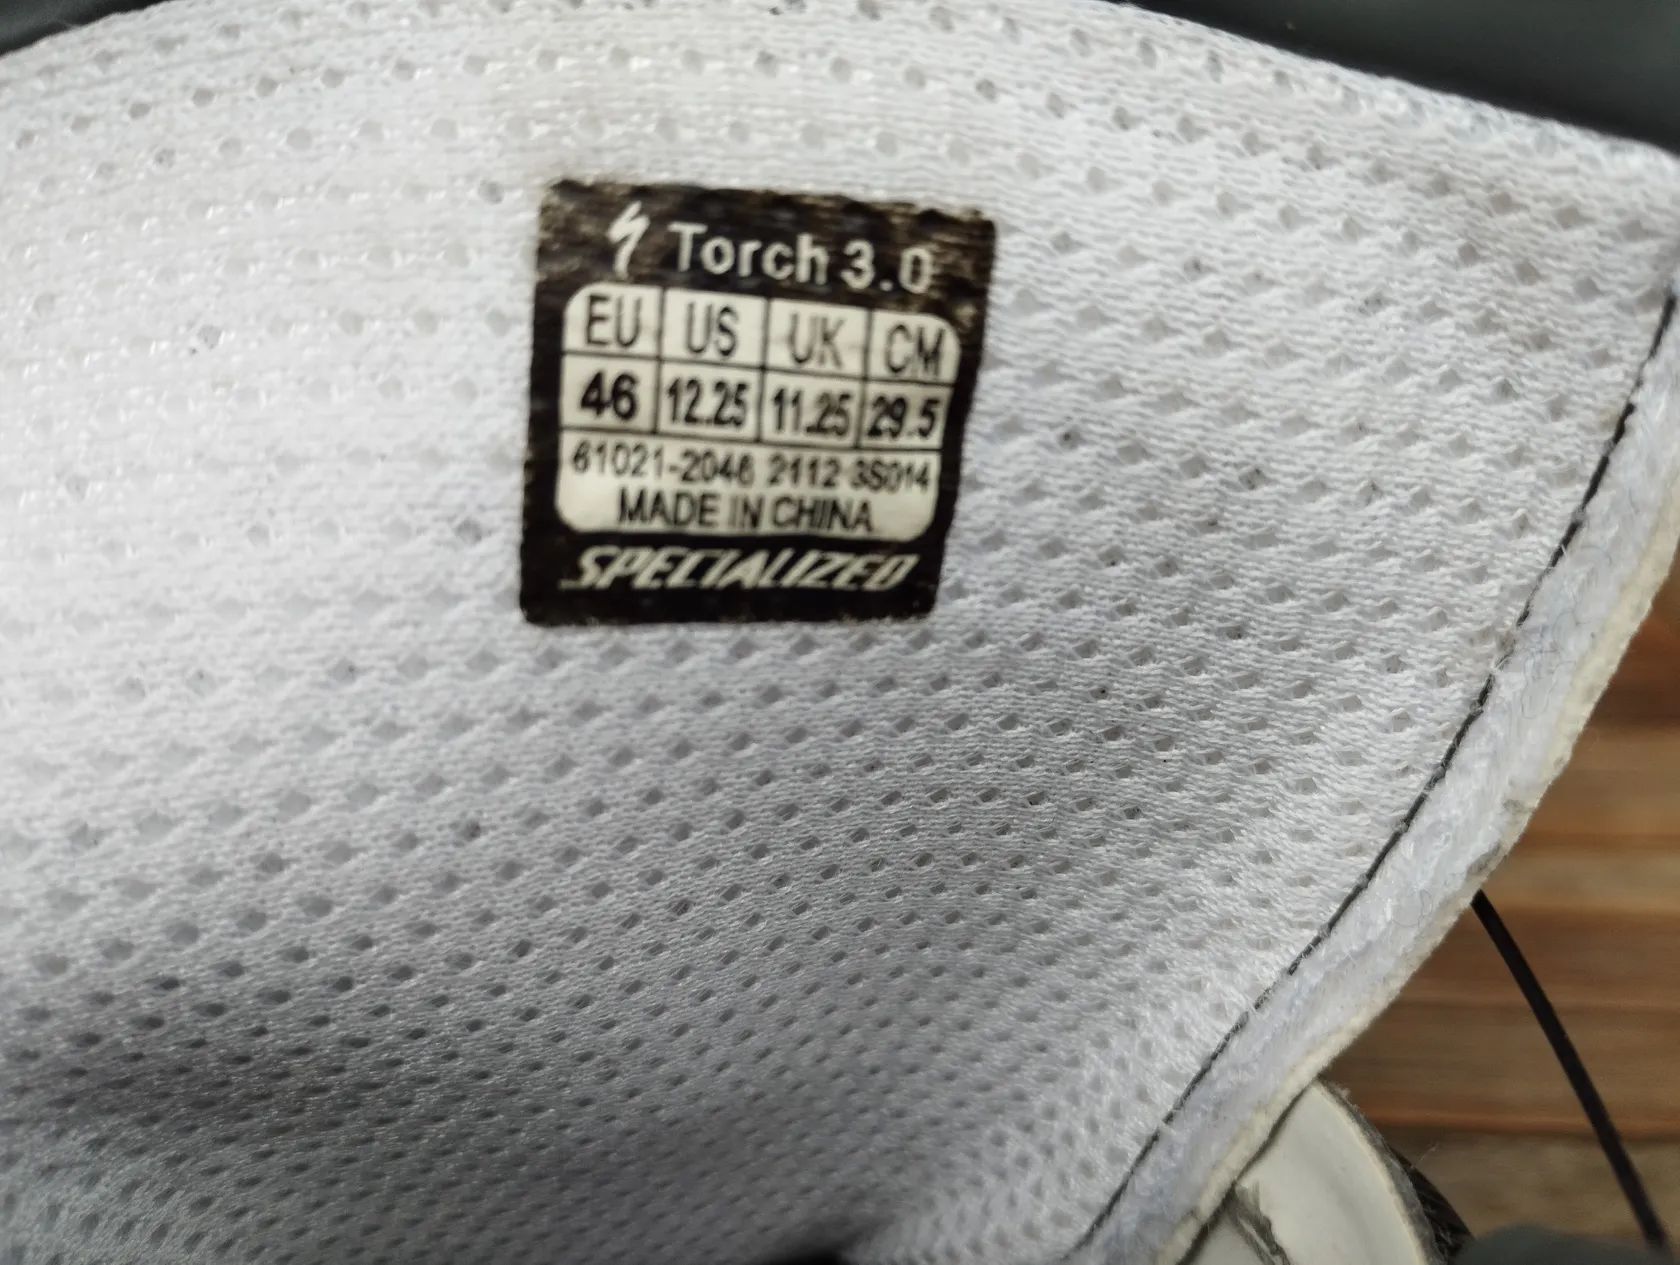 Torch 3.0
EU US UK CM
46 12.25 11.25 29.5
61021-2046 2112 3S014
MADE IN CHINA
SPECIALIZED